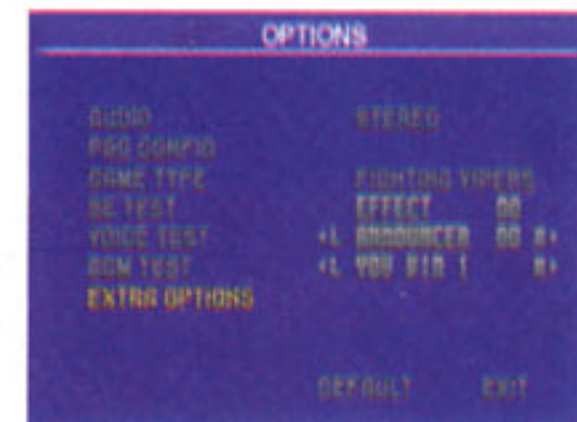 OPTIONS
AUDIO STEREO
PAD CONFIG
GAME TYPE FIGHTING VIPERS
SE TEST EFFECT 00
VOICE TEST <L ANNOUNCER 00 R>
BGM TEST <L YOU WIN ! R>
EXTRA OPTIONS
DEFAULT EXIT